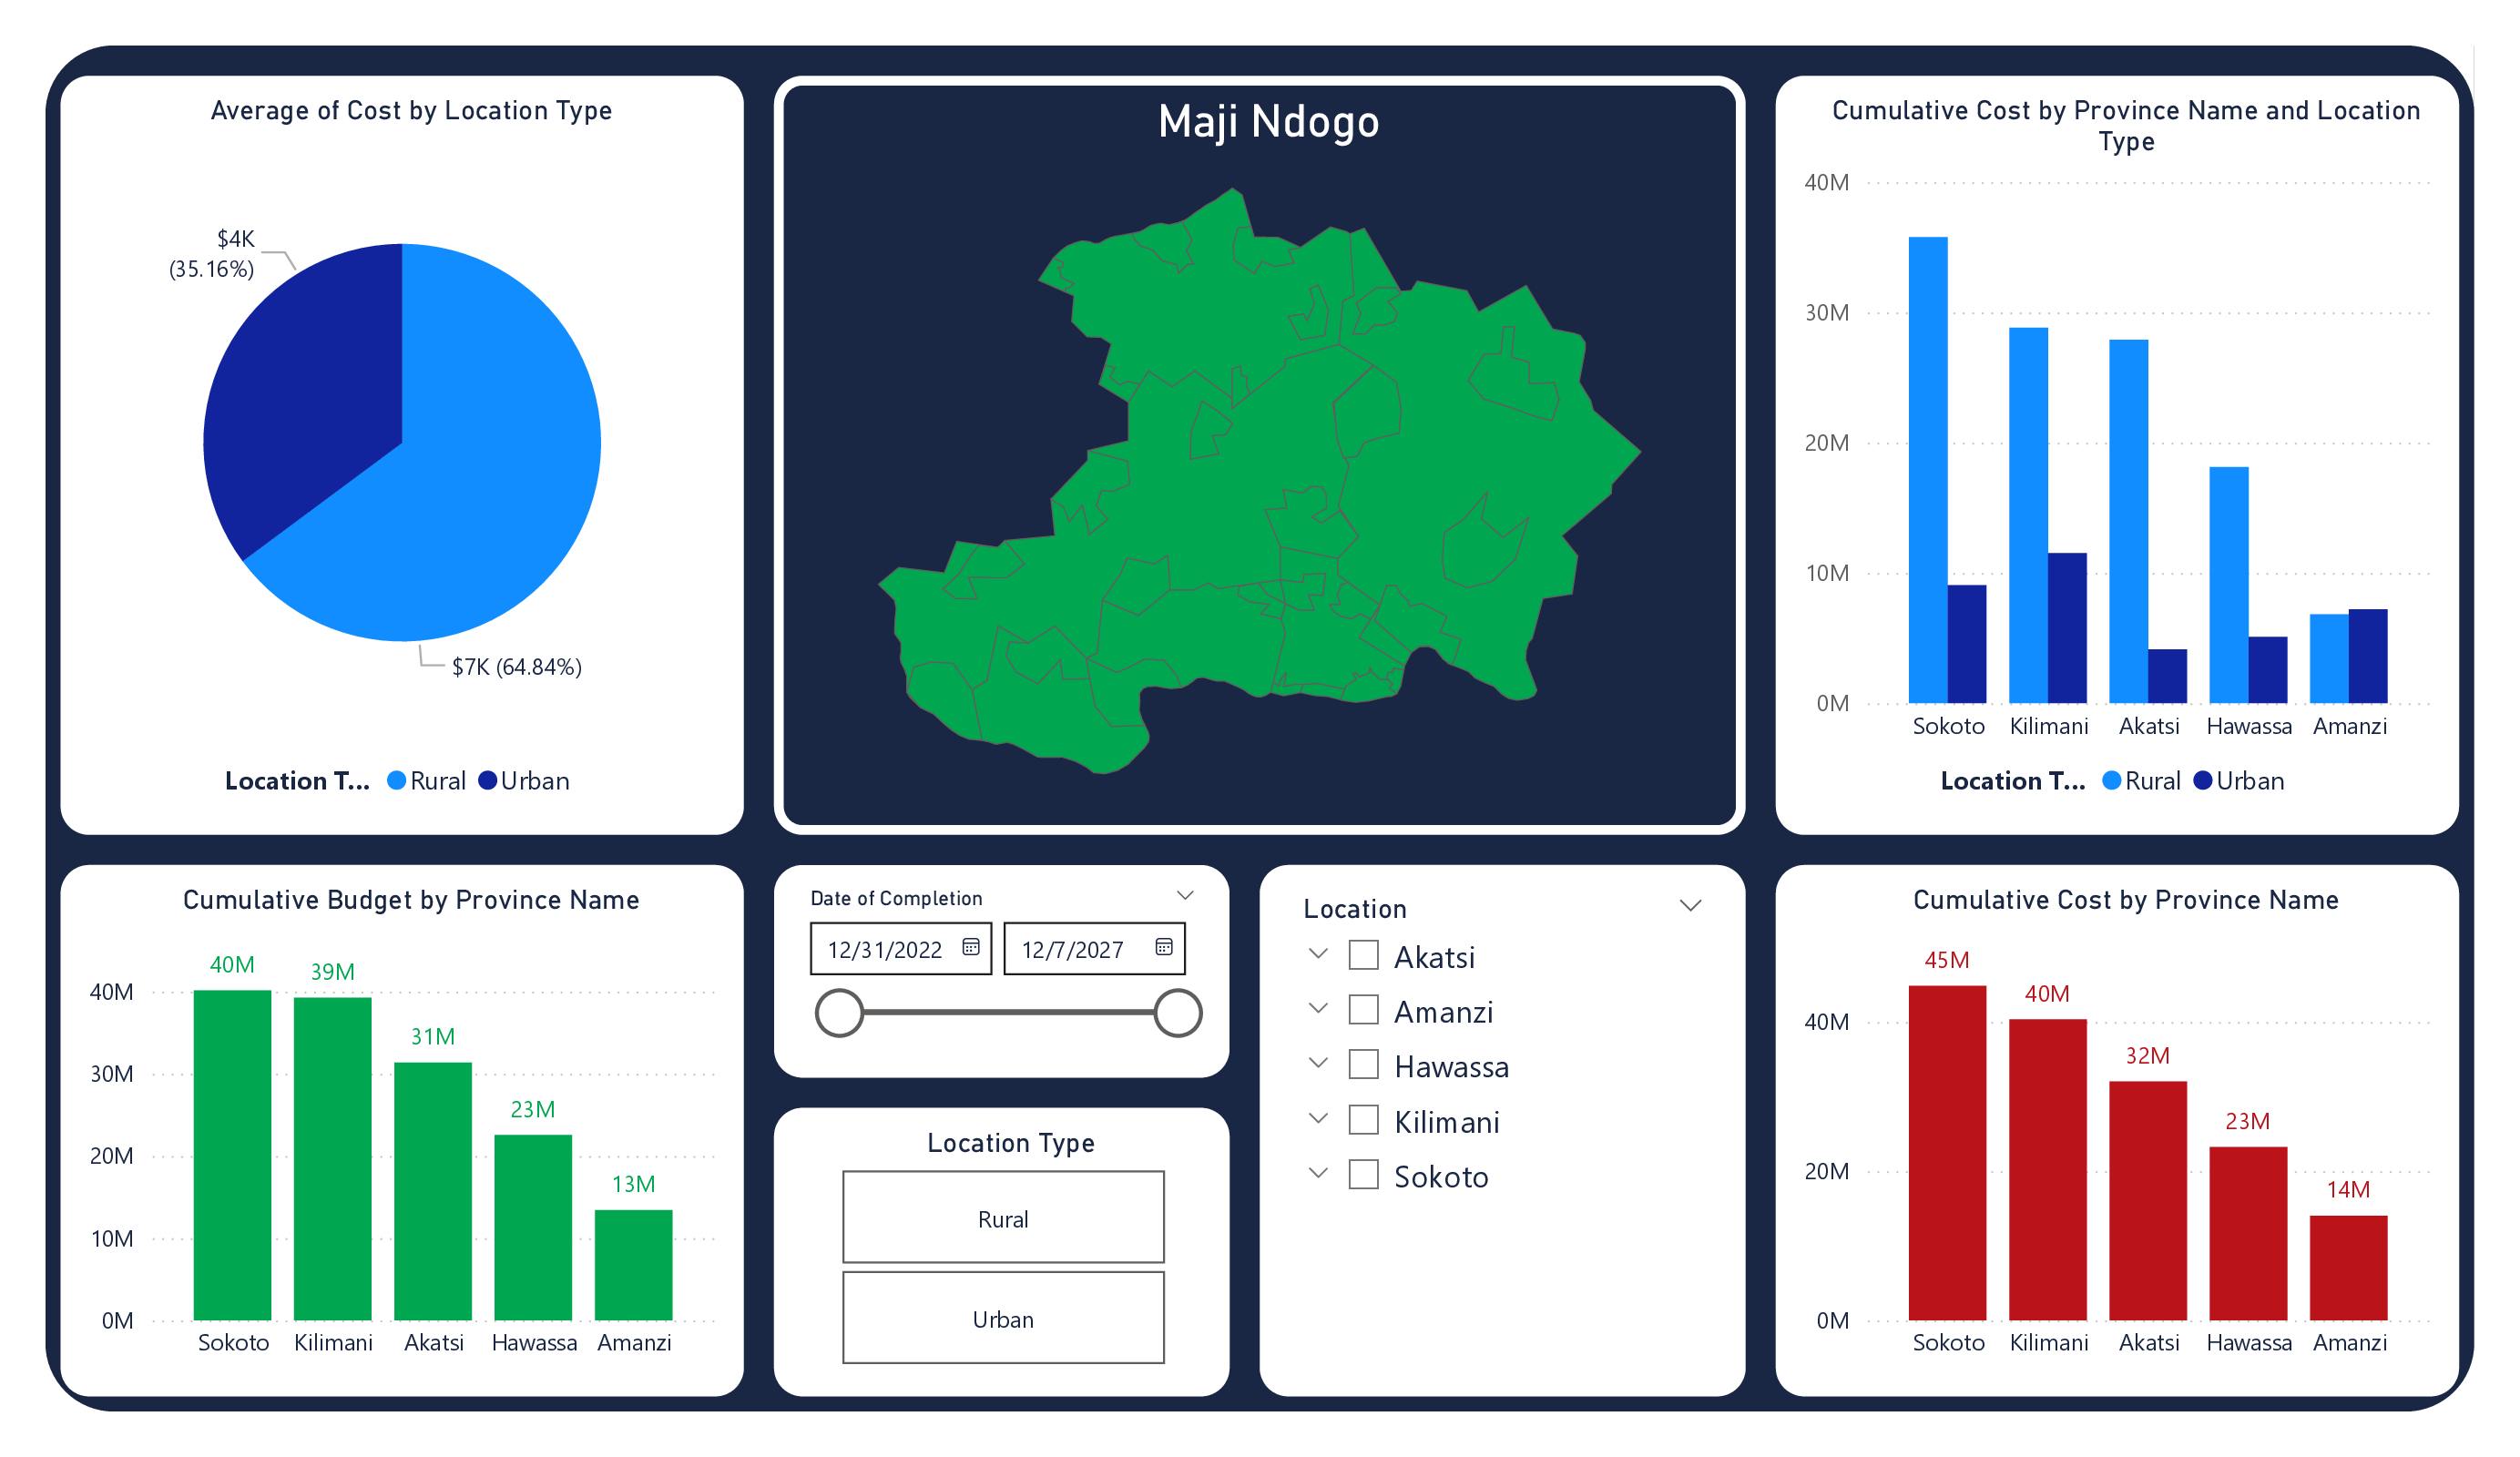 Average of Cost by Location Type
$4K
(35.16%)
$7K (64.84%)
Location T... Rural Urban
Maji Ndogo
Cumulative Cost by Province Name and Location
Type
40M
30M
20M
10M
0M
Sokoto Kilimani Akatsi Hawassa Amanzi
Location T... Rural Urban
Cumulative Budget by Province Name
40M 39M 31M 23M 13M
40M
30M
20M
10M
0M
Sokoto Kilimani Akatsi Hawassa Amanzi
Date of Completion
12/31/2022 12/7/2027
Location Type
Rural
Urban
Location
Akatsi
Amanzi
Hawassa
Kilimani
Sokoto
Cumulative Cost by Province Name
45M 40M 32M 23M 14M
40M
20M
0M
Sokoto Kilimani Akatsi Hawassa Amanzi